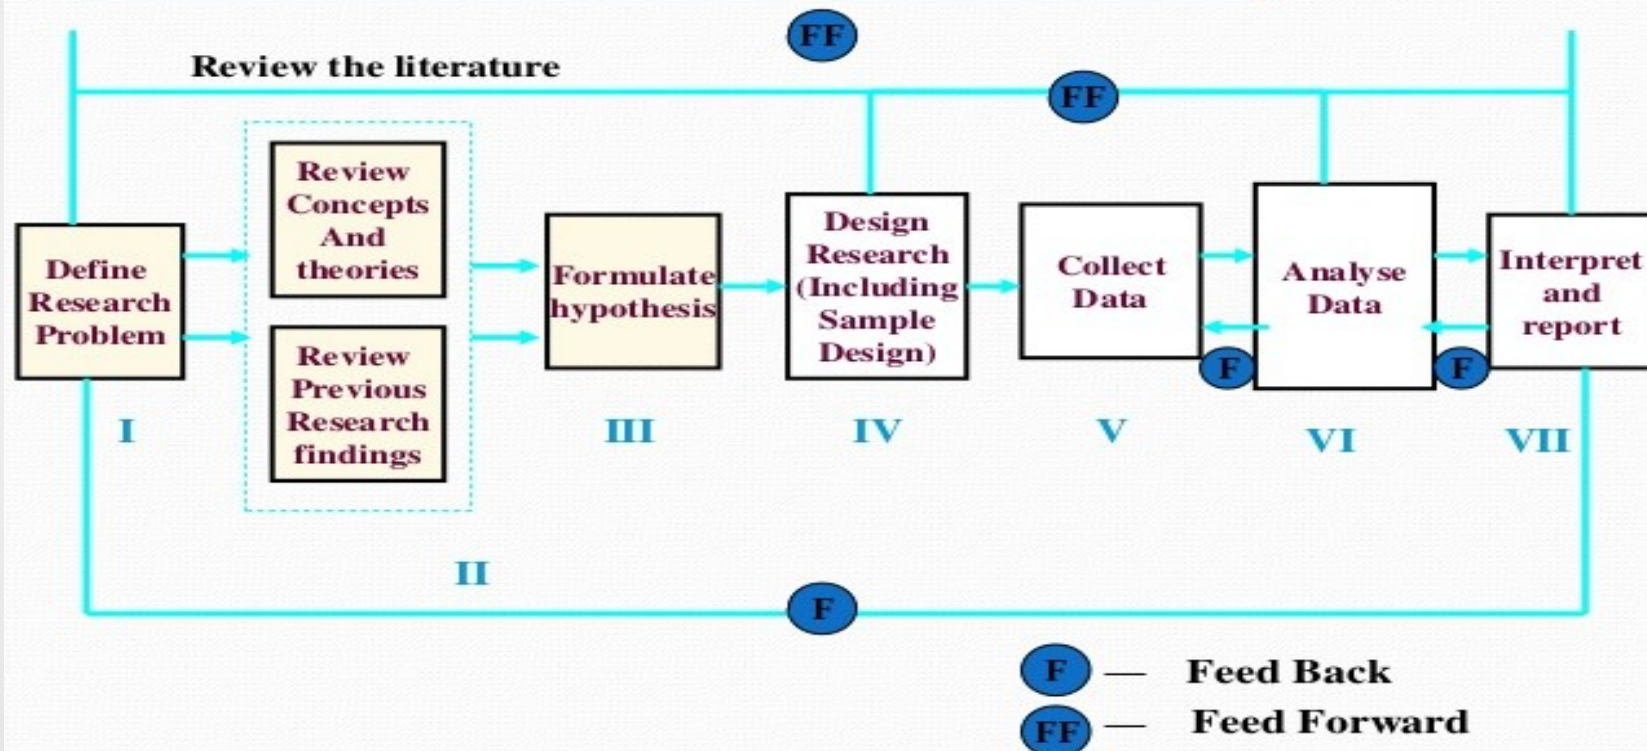 FF
Review the literature
FF
Define
Research
Problem
I
Review
Concepts
And
theories
Review
Previous
Research
findings
II
Formulate
hypothesis
III
Design
Research
(Including
Sample
Design)
IV
Collect
Data
V
F
Analyse
Data
VI
F
Interpret
and
report
VII
F
F — Feed Back
FF — Feed Forward